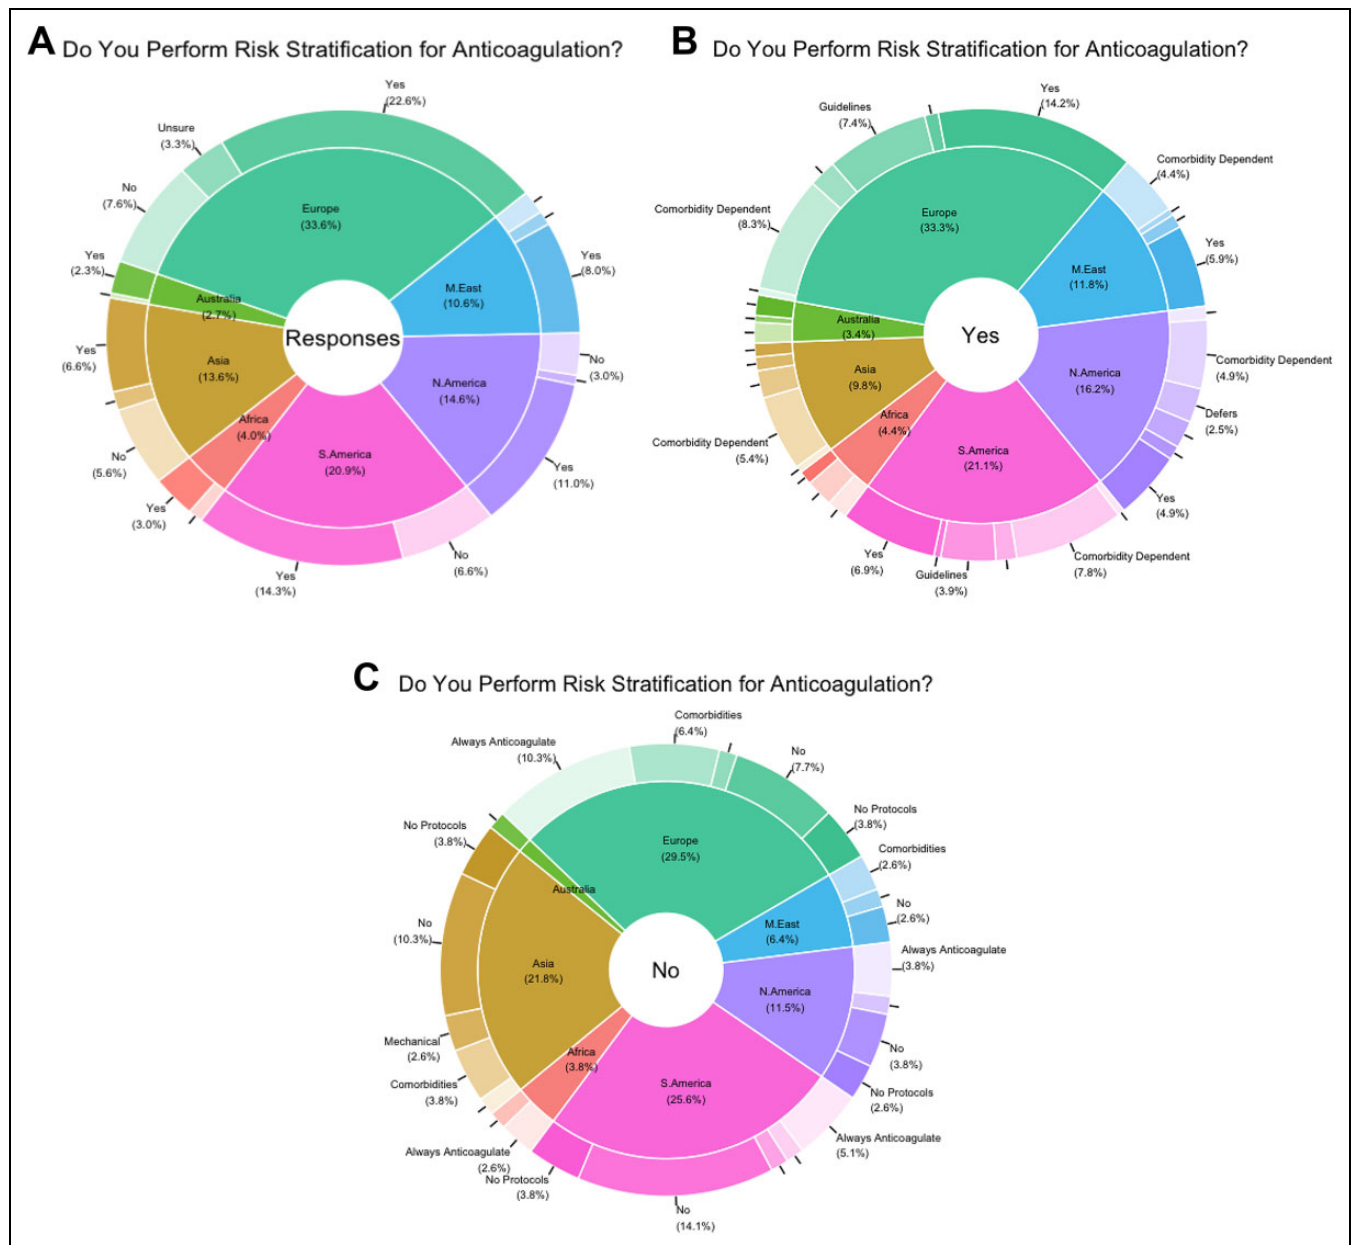 A Do You Perform Risk Stratification for Anticoagulation?
Yes
(22.6%)
Unsure
(3.3%)
No
(7.6%)
Europe
(33.6%)
Yes
(2.3%)
Australia
(2.7%)
Yes
(8.0%)
M.East
(10.6%)
Responses
Yes
(6.6%)
Asia
(13.6%)
No
(3.0%)
N.America
(14.6%)
Africa
(4.0%)
No
(5.6%)
S.America
(20.9%)
Yes
(11.0%)
Yes
(3.0%)
No
(6.6%)
Yes
(14.3%)
B Do You Perform Risk Stratification for Anticoagulation?
Yes
(14.2%)
Guidelines
(7.4%)
Comorbidity Dependent
(4.4%)
Comorbidity Dependent
(8.3%)
Europe
(33.3%)
Yes
(5.9%)
M.East
(11.8%)
Australia
(3.4%)
Yes
Asia
(9.8%)
Comorbidity Dependent
(4.9%)
N.America
(16.2%)
Africa
(4.4%)
Defers
(2.5%)
Comorbidity Dependent
(5.4%)
S.America
(21.1%)
Yes
(4.9%)
Yes
(6.9%)
Guidelines
(3.9%)
Comorbidity Dependent
(7.8%)
C Do You Perform Risk Stratification for Anticoagulation?
Comorbidities
(6.4%)
Always Anticoagulate
(10.3%)
No
(7.7%)
No Protocols
(3.8%)
No Protocols
(3.8%)
Europe
(29.5%)
Comorbidities
(2.6%)
Australia
No
(2.6%)
No
(10.3%)
M.East
(6.4%)
Always Anticoagulate
(3.8%)
Asia
(21.8%)
No
N.America
(11.5%)
Mechanical
(2.6%)
No
(3.8%)
Africa
(3.8%)
Comorbidities
(3.8%)
S.America
(25.6%)
No Protocols
(2.6%)
Always Anticoagulate
(5.1%)
Always Anticoagulate
(2.6%)
No Protocols
(3.8%)
No
(14.1%)